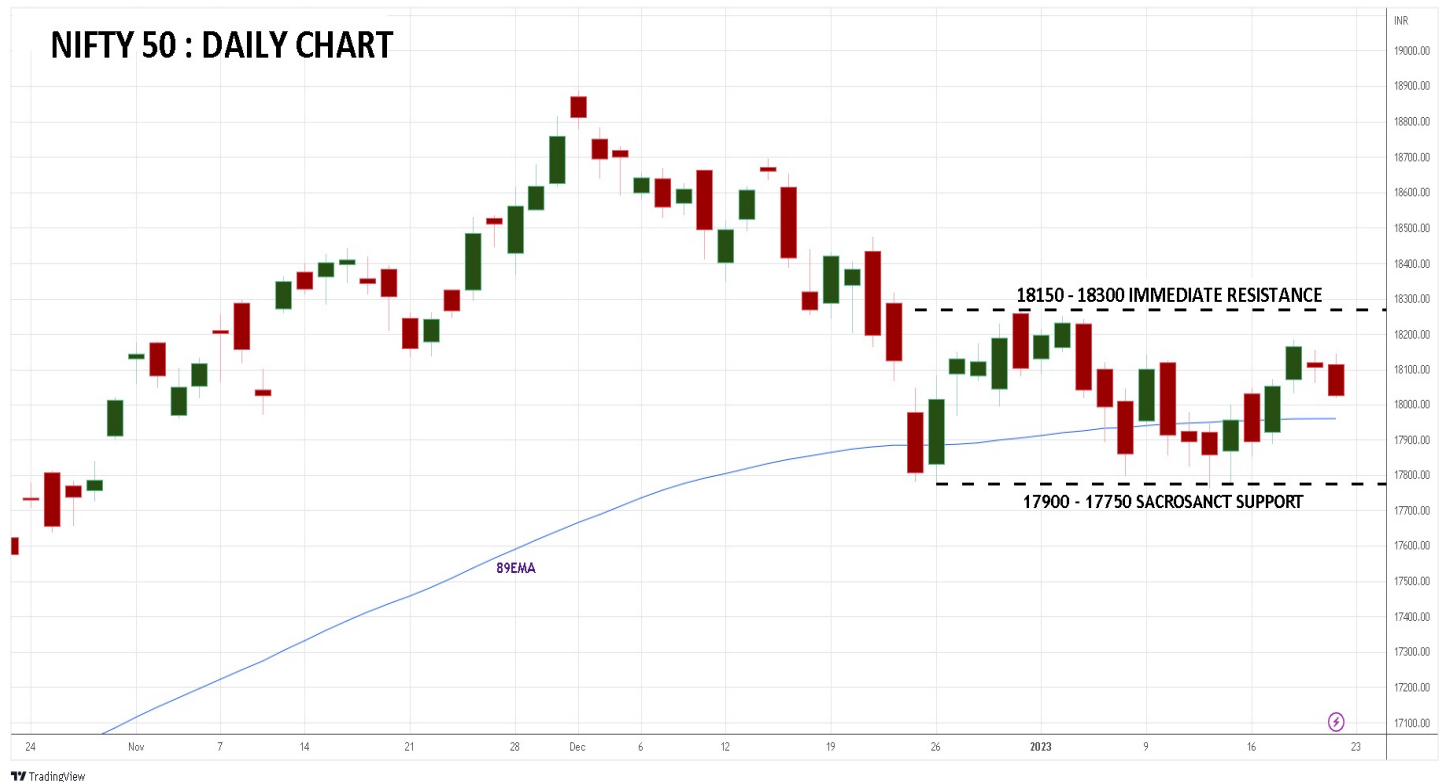 INR
NIFTY 50 : DAILY CHART
19000.00
18900.00
18800.00
18700.00
18600.00
18500.00
18400.00
18300.00
18150 - 18300 IMMEDIATE RESISTANCE
18200.00
18100.00
18000.00
17900.00
17800.00
17900 - 17750 SACROSANCT SUPPORT
17700.00
17600.00
89EMA
17500.00
17400.00
17300.00
17200.00
17100.00
24 Nov 7 14 21 28 Dec 6 12 19 26 2023 9 16 23
TradingView